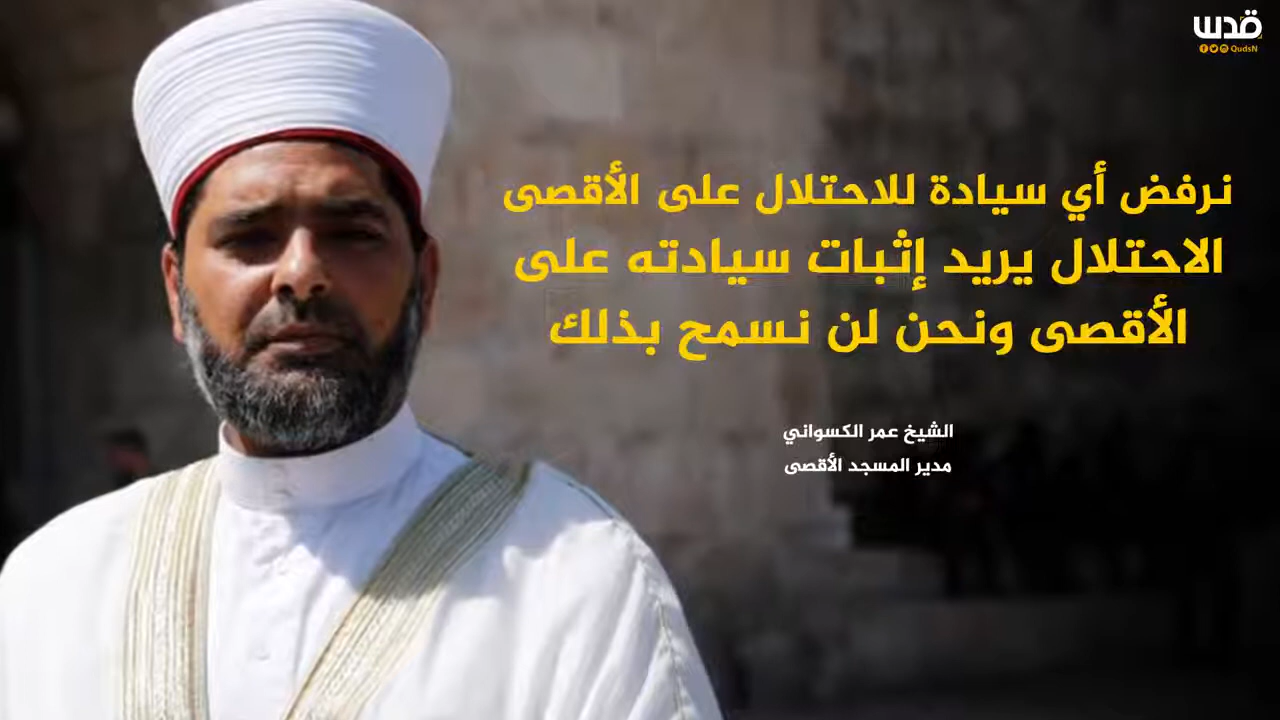 قدس
QudsN
نرفض أي سيادة للاحتلال على الأقصى
الاحتلال يريد إثبات سيادته على
الأقصى ونحن لن نسمح بذلك
الشيخ عمر الكسواني
مدير المسجد الأقصى